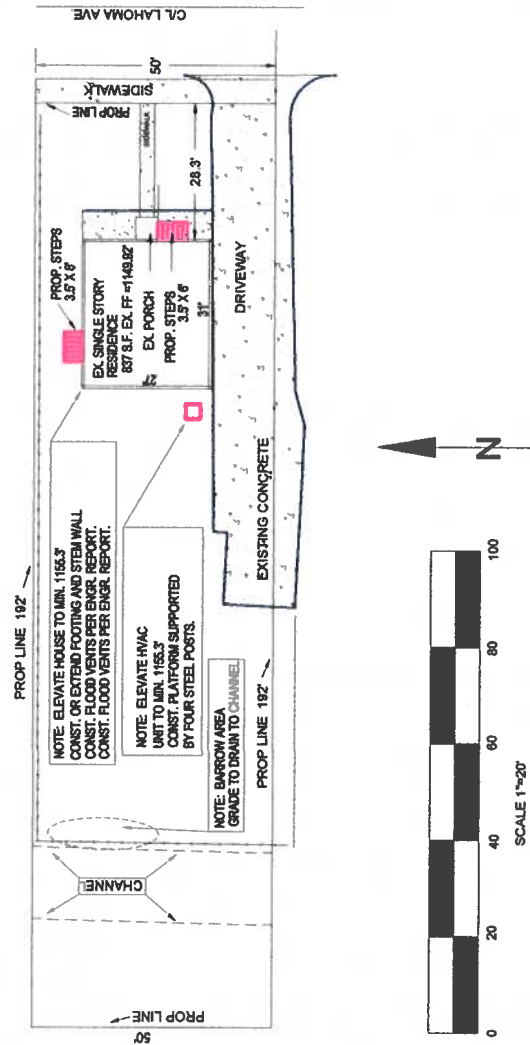 C/L LAHOMA AVE.
50'
SIDEWALK
PROP LINE
SIDEWALK
28.3'
PROP. STEPS
3.5' X 8'
EX. SINGLE STORY
RESIDENCE
837 S.F. EX. FF =1149.92'
EX. PORCH
PROP. STEPS
3.5' X 6'
31'
27'
DRIVEWAY
EXISTING CONCRETE
PROP LINE 192'
NOTE: ELEVATE HOUSE TO MIN. 1155.3'
CONST. OR EXTEND FOOTING AND STEM WALL
CONST. FLOOD VENTS PER ENGR. REPORT.
CONST. FLOOD VENTS PER ENGR. REPORT.
NOTE: ELEVATE HVAC
UNIT TO MIN. 1155.3'
CONST. PLATFORM SUPPORTED
BY FOUR STEEL POSTS.
NOTE: BARROW AREA
GRADE TO DRAIN TO CHANNEL
PROP LINE 192'
CHANNEL
PROP LINE
50'
N
0
20
40
60
80
100
SCALE 1"=20'